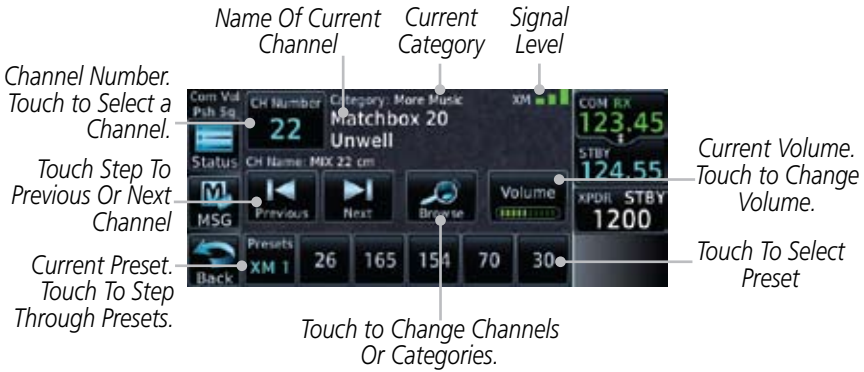 Name Of Current
Channel
Current
Category
Signal
Level
Channel Number.
Touch to Select a
Channel.
Touch Step To
Previous Or Next
Channel
Current Preset.
Touch To Step
Through Presets.
Com Vol
Psh Sq
Status
MSG
Back
CH Number
22
Category: More Music
XM
Matchbox 20
Unwell
CH Name: MIX 22 cm
Previous
Next
Browse
Volume
Presets
XM 1
26
165
154
70
30
COM RX
123.45
STBY
124.55
XPDR STBY
1200
Current Volume.
Touch to Change
Volume.
Touch To Select
Preset
Touch to Change Channels
Or Categories.